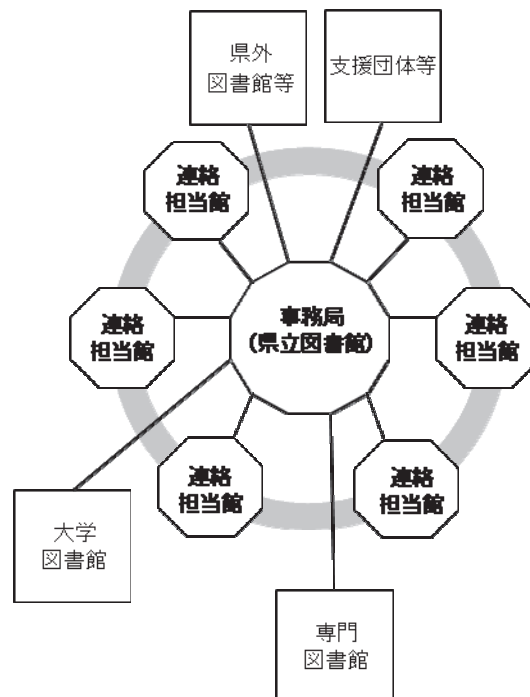 県外
図書館等
支援団体等
連絡
担当館
連絡
担当館
連絡
担当館
事務局
(県立図書館)
連絡
担当館
連絡
担当館
連絡
担当館
大学
図書館
専門
図書館